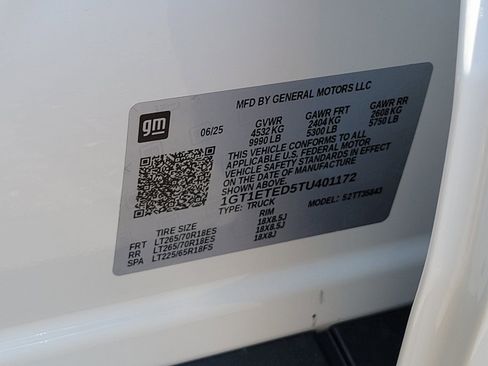 MFD BY GENERAL MOTORS LLC
gm
06/25
GVWR GAWR FRT GAWR RR
4532 KG 2404 KG 2608 KG
9990 LB 5300 LB 5750 LB
THIS VEHICLE CONFORMS TO ALL
APPLICABLE U.S. FEDERAL MOTOR
VEHICLE SAFETY STANDARDS IN EFFECT
ON THE DATE OF MANUFACTURE
SHOWN ABOVE.
1GT1ETED5TU401172
TYPE: TRUCK MODEL:
TIRE SIZE RIM
FRT LT265/70R18ES 18X8.5J
RR LT265/70R18ES 18X8.5J
SPA LT225/65R18FS 18X8J